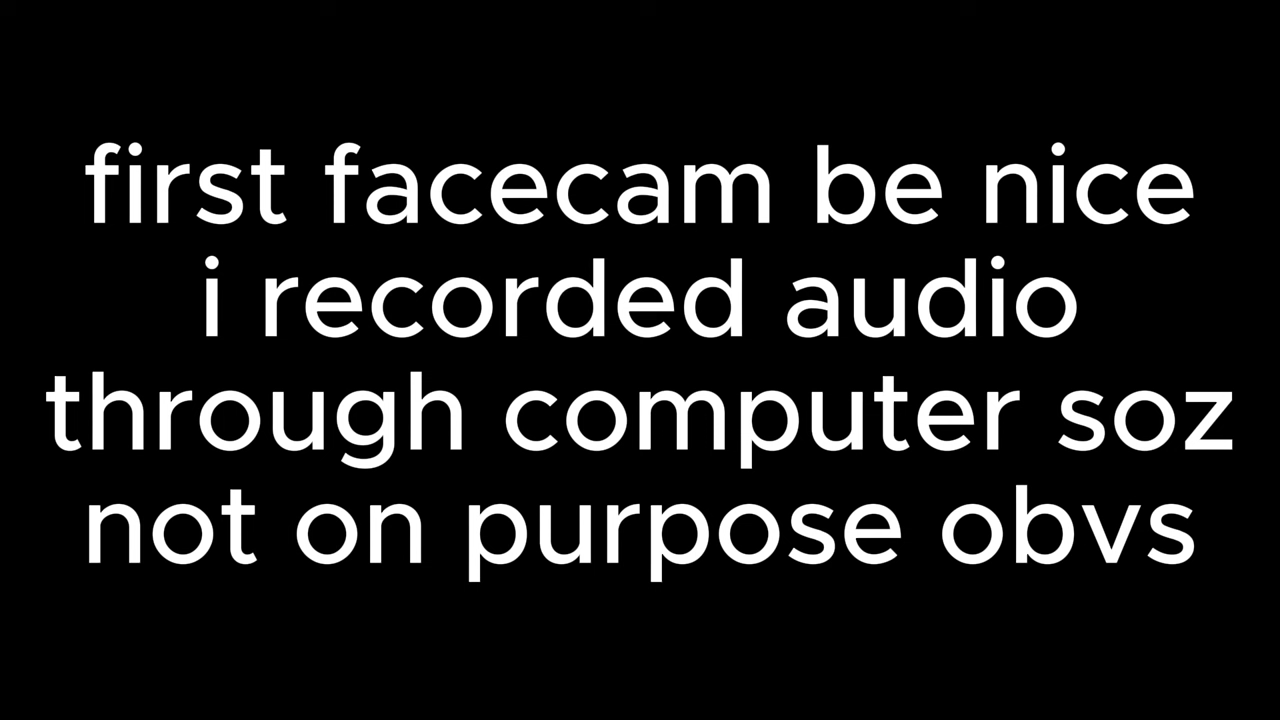 first facecam be nice
i recorded audio
through computer soz
not on purpose obvs